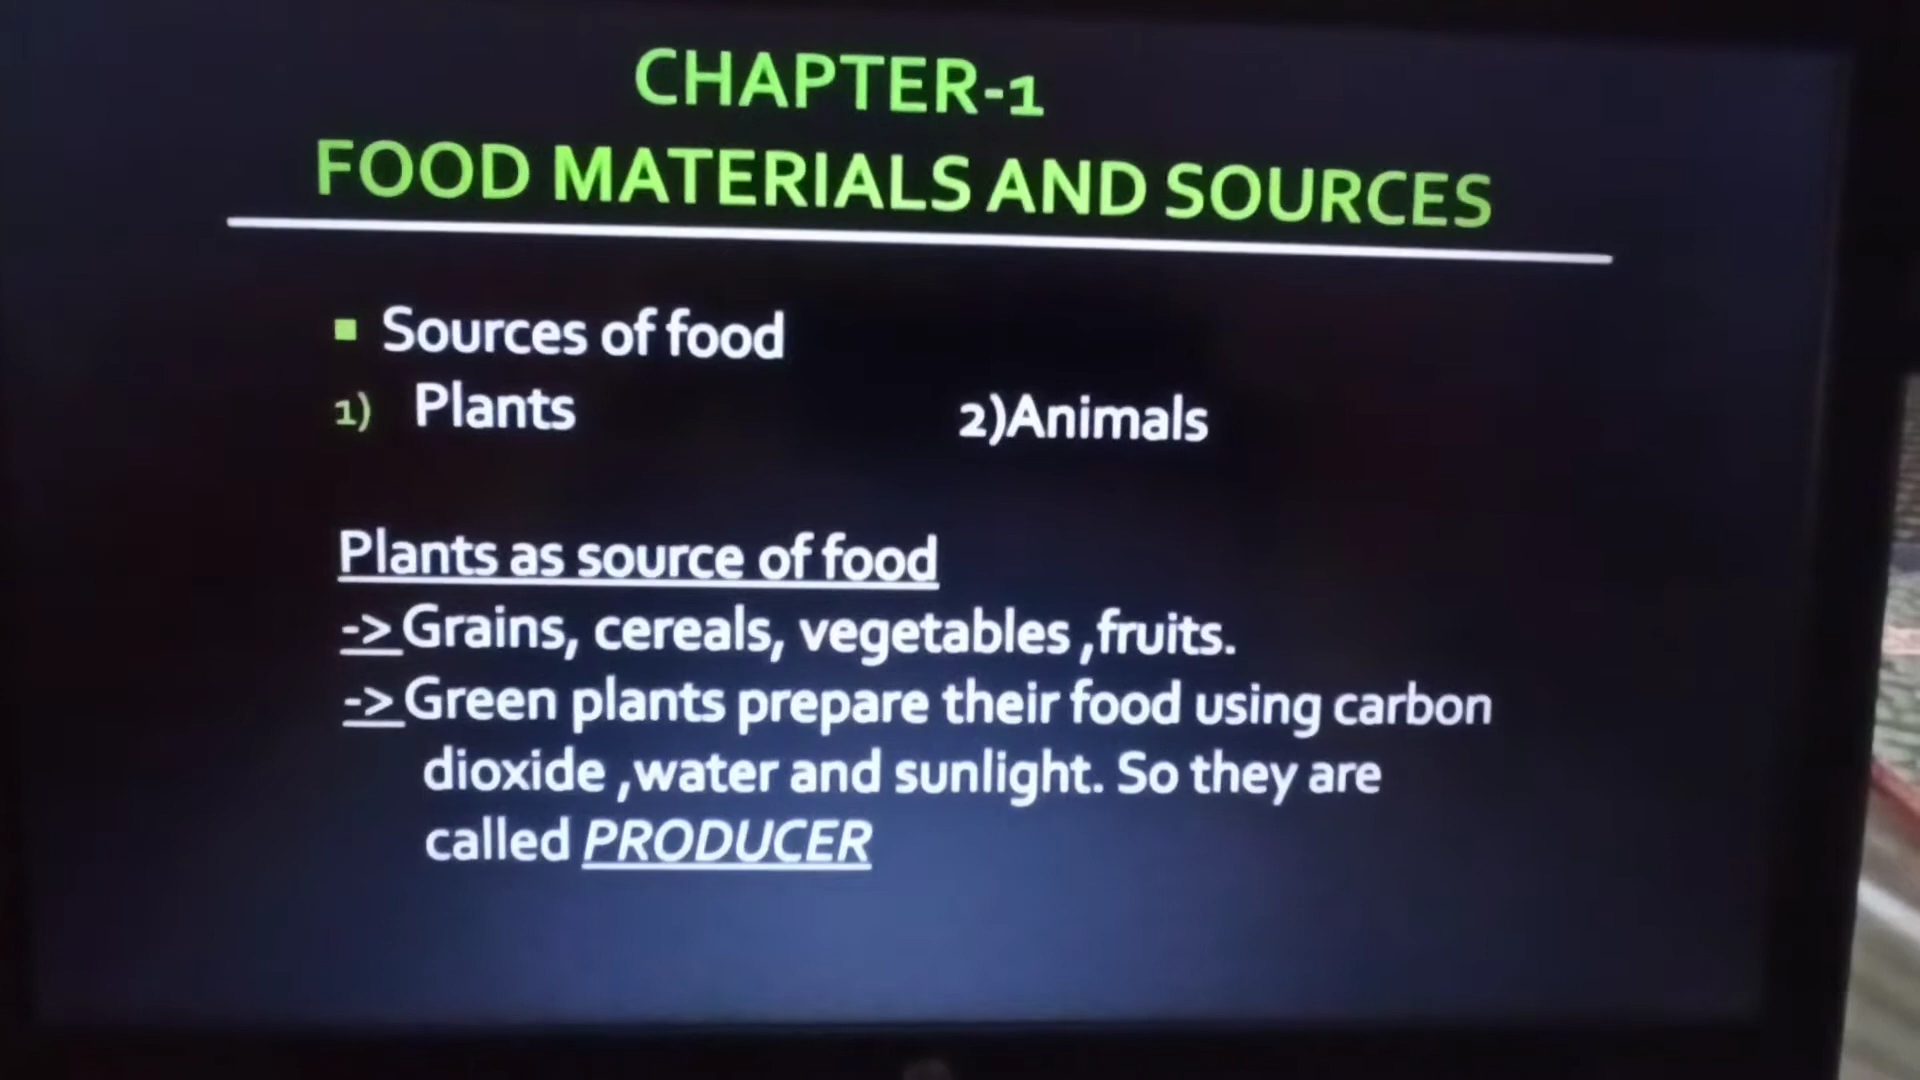 CHAPTER-1
FOOD MATERIALS AND SOURCES
▪ Sources of food
1) Plants 2)Animals
Plants as source of food
->Grains, cereals, vegetables ,fruits.
->Green plants prepare their food using carbon
dioxide ,water and sunlight. So they are
called PRODUCER